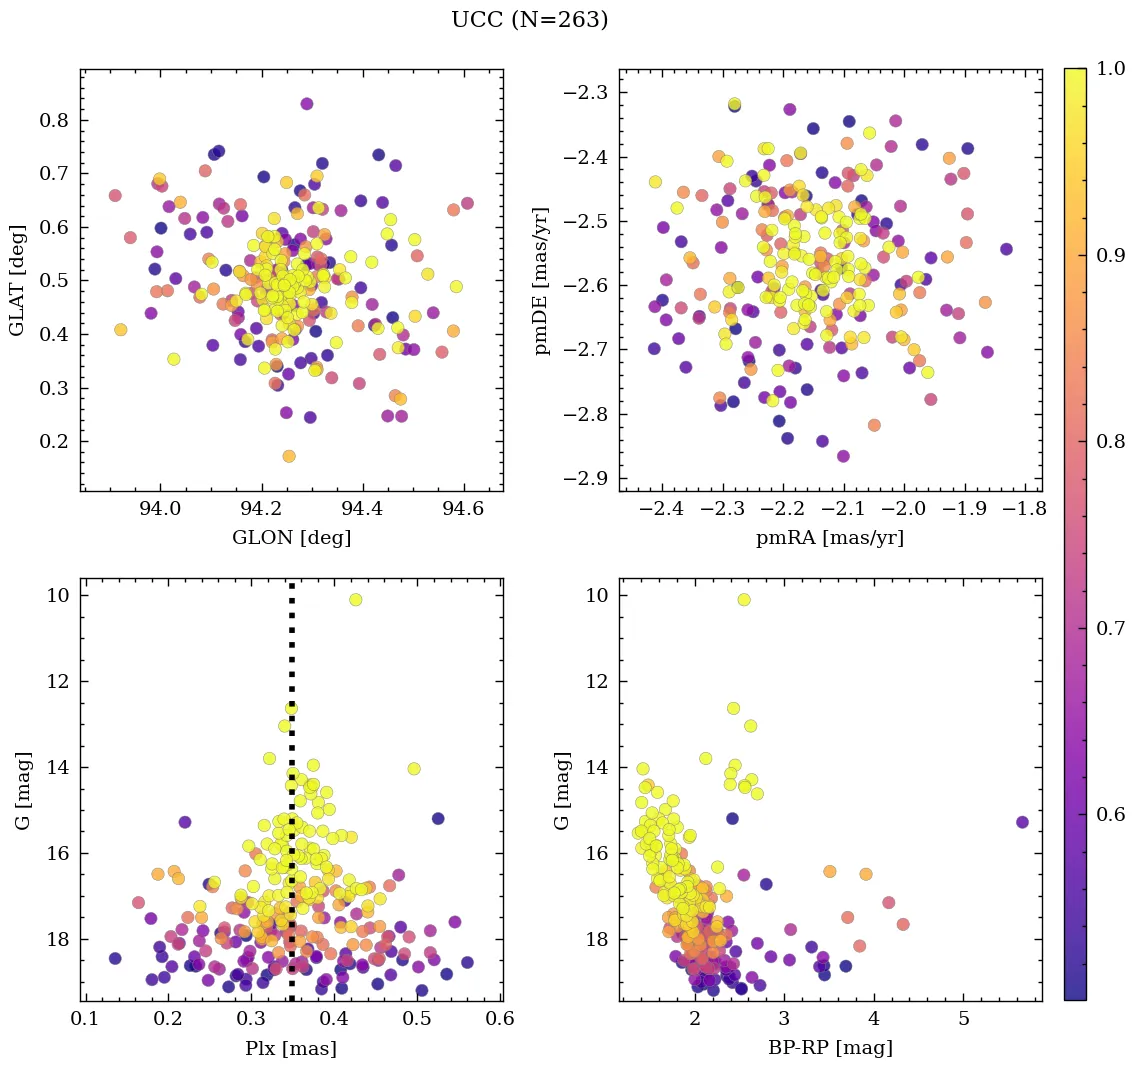 UCC (N=263)
0.8
0.7
0.6
0.5
0.4
0.3
0.2
GLAT [deg]
94.0 94.2 94.4 94.6
GLON [deg]
−2.3
−2.4
−2.5
−2.6
−2.7
−2.8
−2.9
pmDE [mas/yr]
−2.4 −2.3 −2.2 −2.1 −2.0 −1.9 −1.8
pmRA [mas/yr]
1.0
0.9
0.8
0.7
0.6
10
12
14
16
18
G [mag]
0.1 0.2 0.3 0.4 0.5 0.6
Plx [mas]
10
12
14
16
18
G [mag]
2 3 4 5
BP-RP [mag]